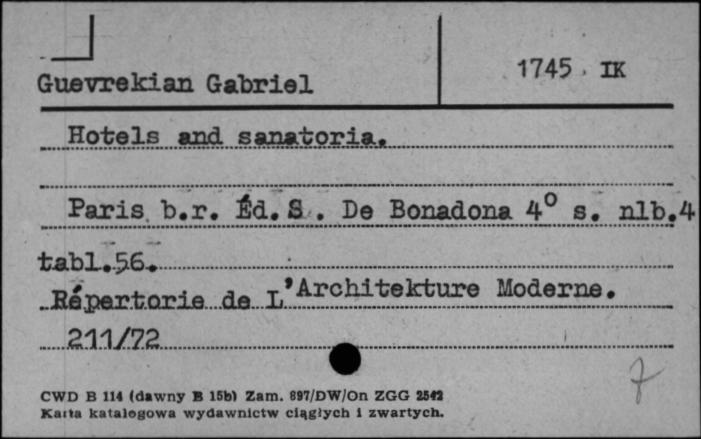 Guevrekian Gabriel
1745 IK
Hotels and sanatoria.
Paris b.r. Éd. S. De Bonadona 4° s. nlb.4
tabl.56.
Répertorie de L'Architekture Moderne.
211/72
7
CWD B 114 (dawny B 15b) Zam. 897/DW/On ZGG 2542
Karta katalogowa wydawnictw ciągłych i zwartych.